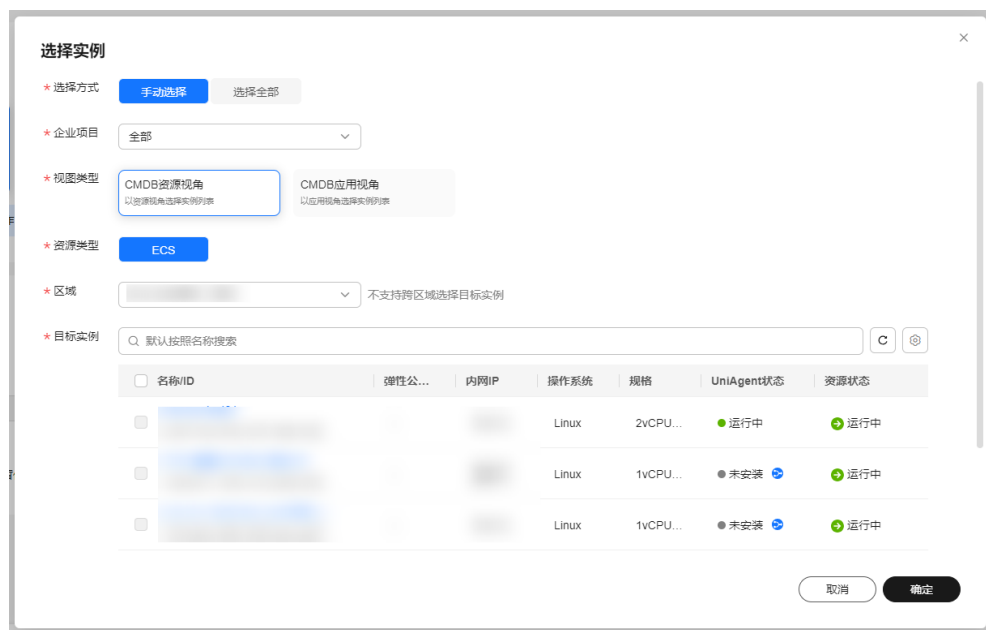 选择实例
* 选择方式
手动选择
选择全部
* 企业项目
全部
* 视图类型
CMDB资源视角
以资源视角选择实例列表
CMDB应用视角
以应用视角选择实例列表
* 资源类型
ECS
* 区域
不支持跨区域选择目标实例
* 目标实例
默认按照名称搜索
名称/ID 弹性公... 内网IP 操作系统 规格 UniAgent状态 资源状态
Linux 2vCPU... 运行中 运行中
Linux 1vCPU... 未安装 运行中
Linux 1vCPU... 未安装 运行中
取消
确定